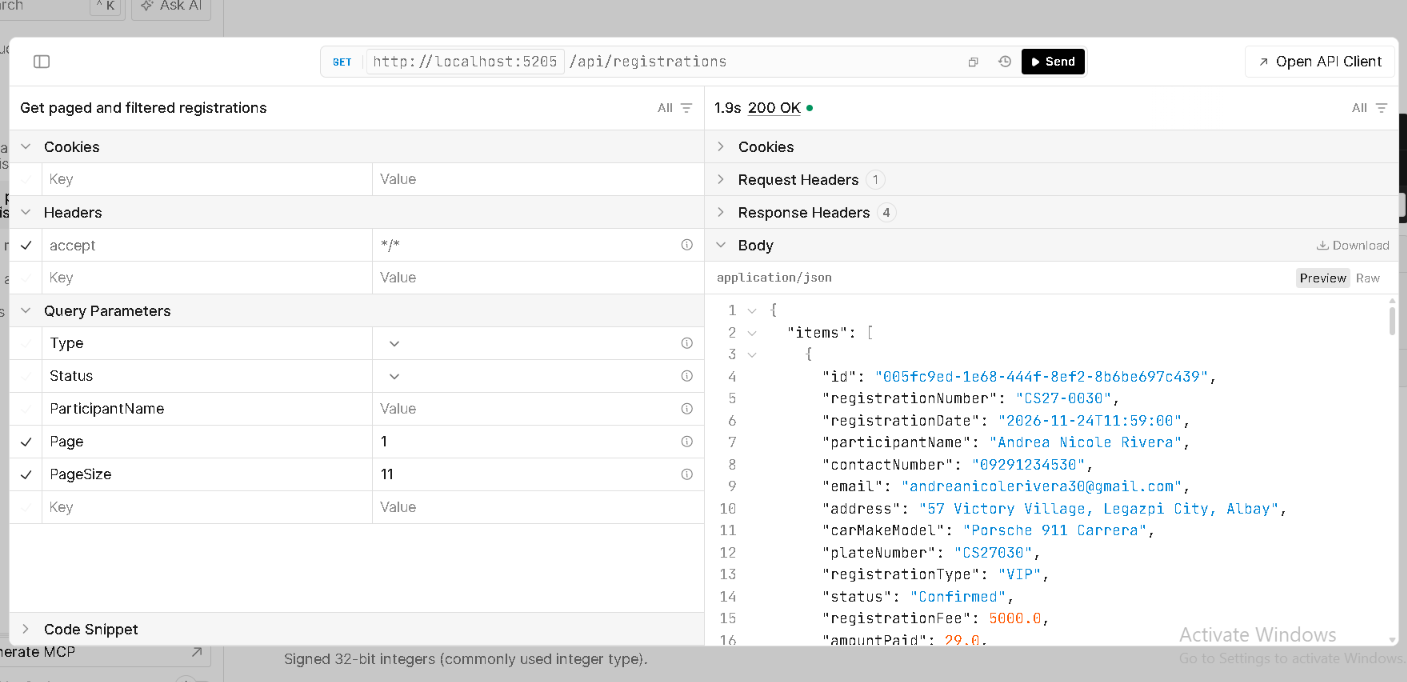 ^ K
Ask AI
GET http://localhost:5205 /api/registrations
Send
Open API Client
Get paged and filtered registrations
All
Cookies
Key Value
Headers
accept */*
Key Value
Query Parameters
Type
Status
ParticipantName Value
Page 1
PageSize 11
Key Value
Code Snippet
1.9s 200 OK
All
Cookies
Request Headers 1
Response Headers 4
Body
Download
application/json
Preview Raw
1 {
2 "items": [
3 {
4 "id": "005fc9ed-1e68-444f-8ef2-8b6be697c439",
5 "registrationNumber": "CS27-0030",
6 "registrationDate": "2026-11-24T11:59:00",
7 "participantName": "Andrea Nicole Rivera",
8 "contactNumber": "09291234530",
9 "email": "andreanicolerivera30@gmail.com",
10 "address": "57 Victory Village, Legazpi City, Albay",
11 "carMakeModel": "Porsche 911 Carrera",
12 "plateNumber": "CS27030",
13 "registrationType": "VIP",
14 "status": "Confirmed",
15 "registrationFee": 5000.0,
16 "amountPaid": 29.0,
Activate Windows
Go to Settings to activate Windows.
MCP
Signed 32-bit integers (commonly used integer type).